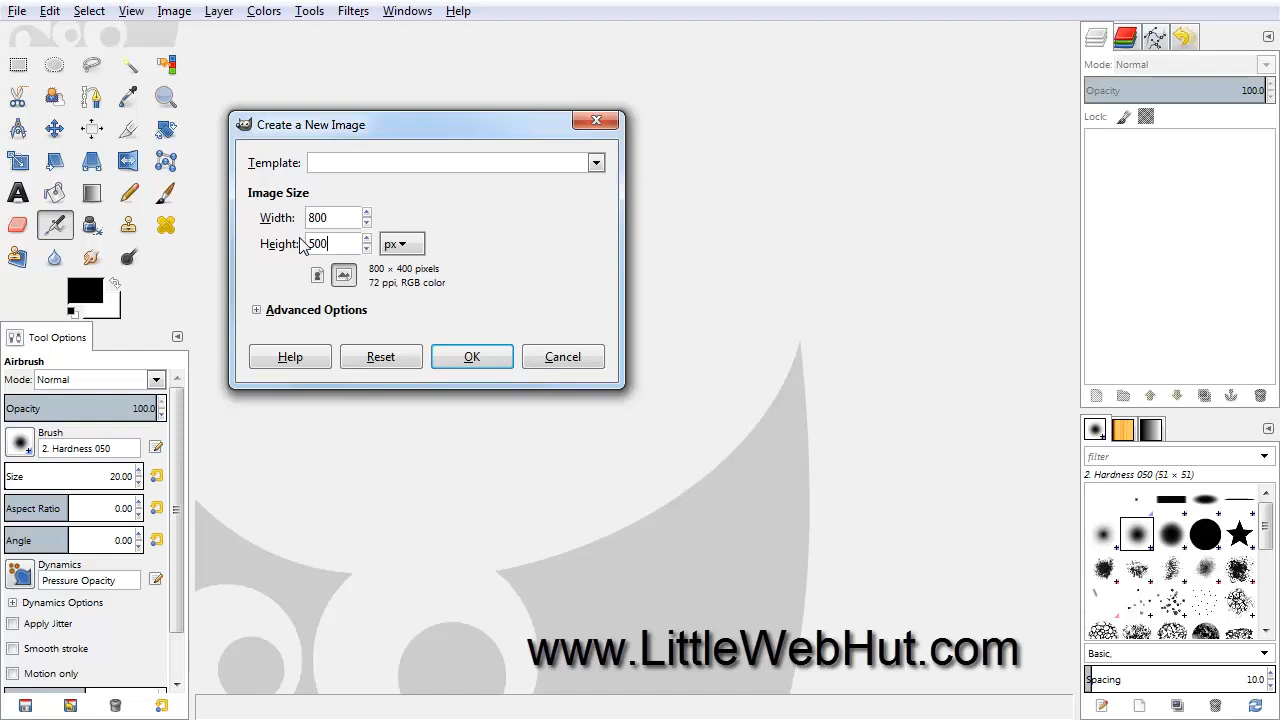 File Edit Select View Image Layer Colors Tools Filters Windows Help
Create a New Image
Template:
Image Size
Width: 800
Height: 500 px
800 × 400 pixels
72 ppi, RGB color
Advanced Options
Help Reset OK Cancel
Tool Options
Airbrush
Mode: Normal
Opacity 100.0
Brush
2. Hardness 050
Size 20.00
Aspect Ratio 0.00
Angle 0.00
Dynamics
Pressure Opacity
Dynamics Options
Apply Jitter
Smooth stroke
Motion only
Mode: Normal
Opacity 100.0
Lock:
filter
2. Hardness 050 (51 × 51)
Basic,
Spacing 10.0
www.LittleWebHut.com